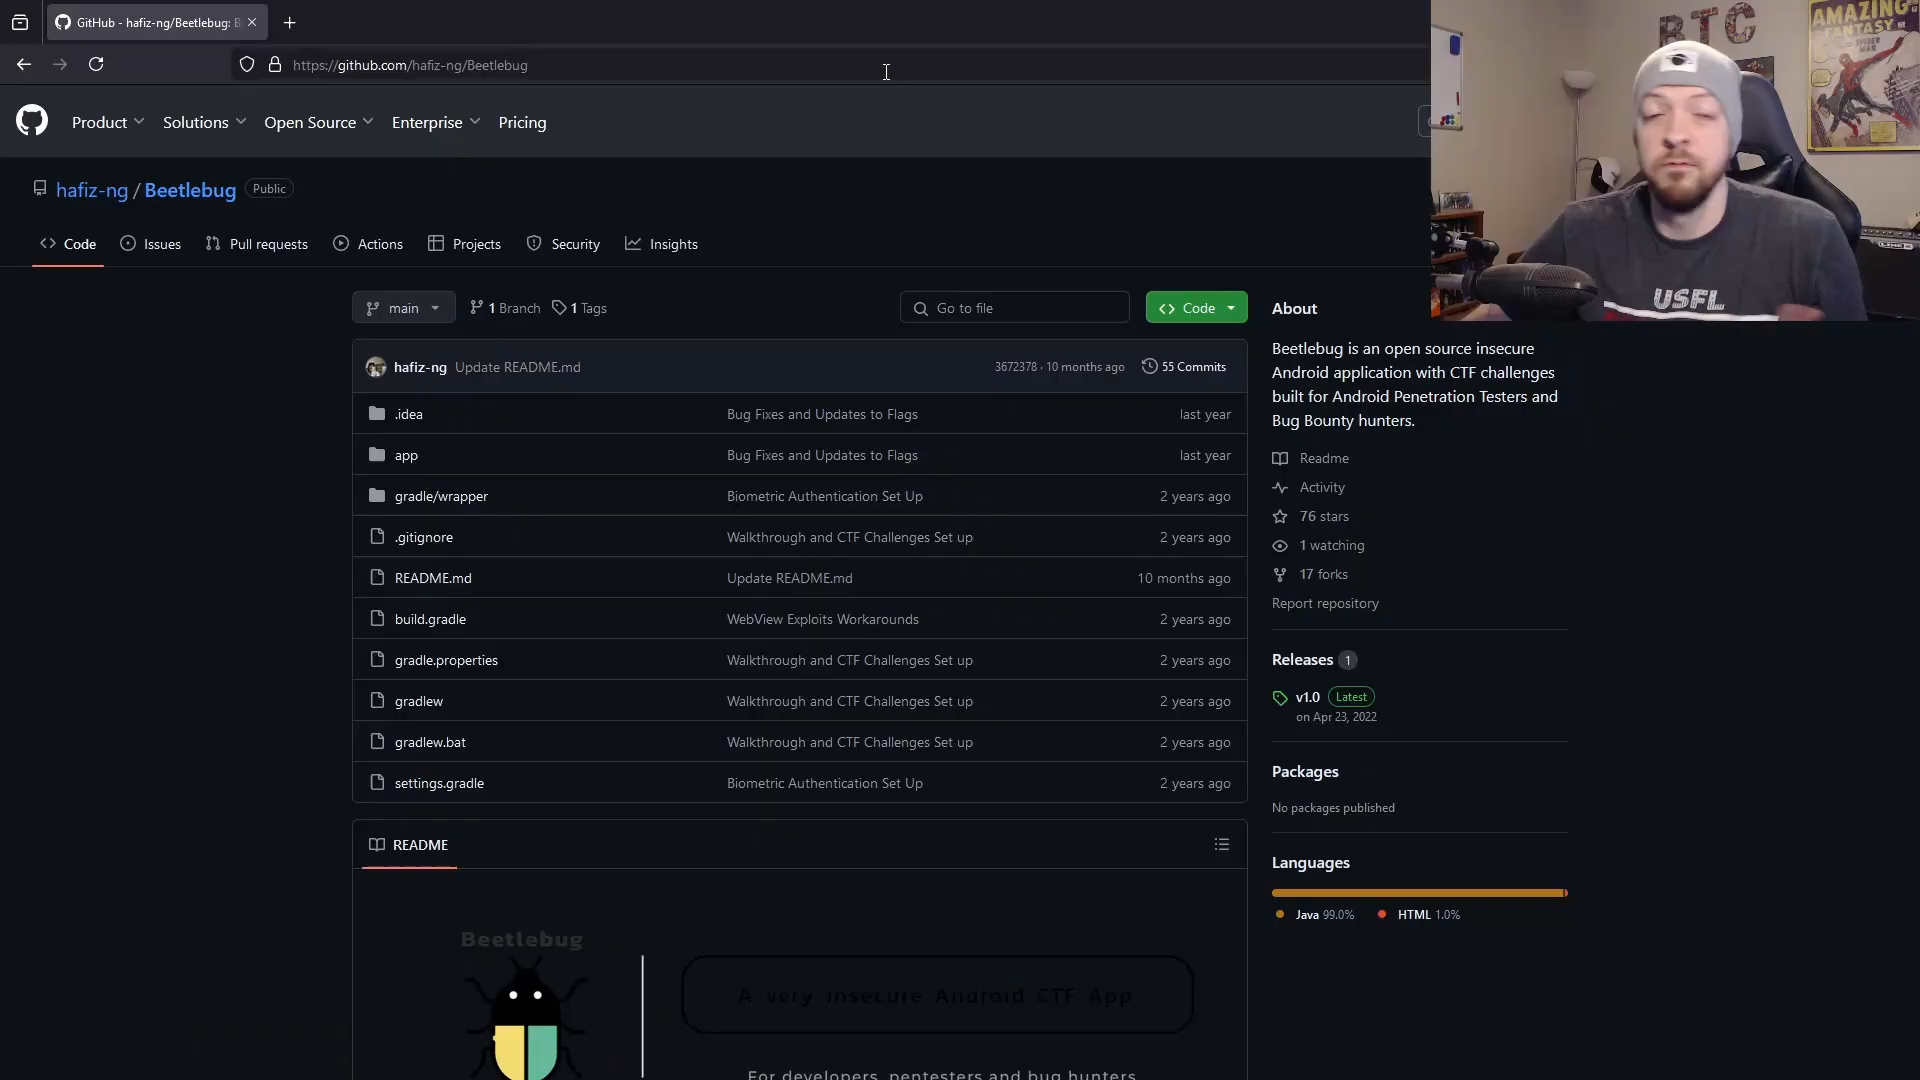 GitHub - hafiz-ng/Beetlebug: B
https://github.com/hafiz-ng/Beetlebug
Product
Solutions
Open Source
Enterprise
Pricing
hafiz-ng / Beetlebug
Public
Code
Issues
Pull requests
Actions
Projects
Security
Insights
main
1 Branch
1 Tags
Go to file
Code
hafiz-ng Update README.md
3672378 · 10 months ago
55 Commits
.idea
Bug Fixes and Updates to Flags
last year
app
Bug Fixes and Updates to Flags
last year
gradle/wrapper
Biometric Authentication Set Up
2 years ago
.gitignore
Walkthrough and CTF Challenges Set up
2 years ago
README.md
Update README.md
10 months ago
build.gradle
WebView Exploits Workarounds
2 years ago
gradle.properties
Walkthrough and CTF Challenges Set up
2 years ago
gradlew
Walkthrough and CTF Challenges Set up
2 years ago
gradlew.bat
Walkthrough and CTF Challenges Set up
2 years ago
settings.gradle
Biometric Authentication Set Up
2 years ago
README
Beetlebug
A very insecure Android CTF App
For developers, pentesters and bug hunters
About
Beetlebug is an open source insecure
Android application with CTF challenges
built for Android Penetration Testers and
Bug Bounty hunters.
Readme
Activity
76 stars
1 watching
17 forks
Report repository
Releases 1
v1.0 Latest
on Apr 23, 2022
Packages
No packages published
Languages
Java 99.0%
HTML 1.0%
BTC
AMAZING
FANTASY
USFL
LINE 6